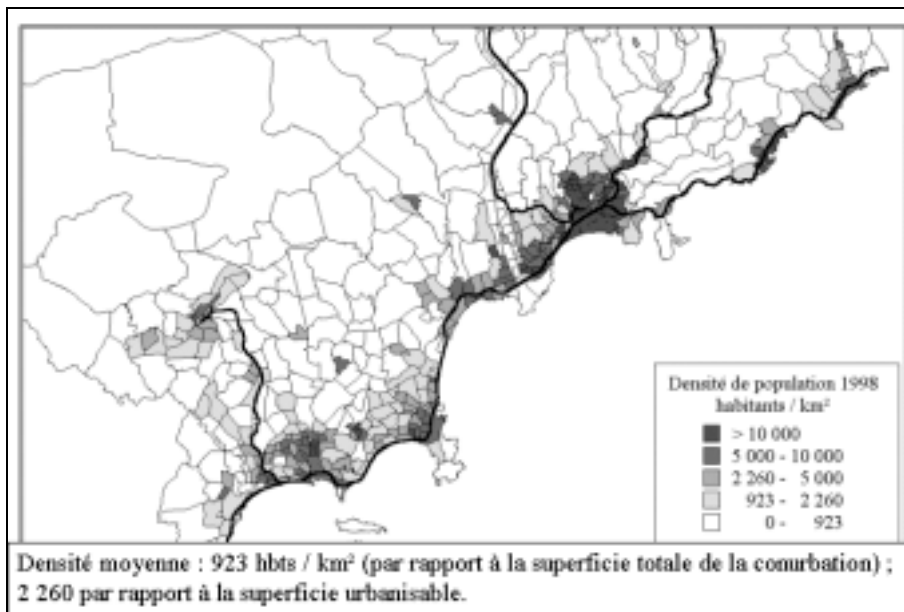 Densité de population 1998
habitants / km²
> 10 000
5 000 - 10 000
2 260 - 5 000
923 - 2 260
0 - 923
Densité moyenne : 923 hbts / km² (par rapport à la superficie totale de la conurbation) ;
2 260 par rapport à la superficie urbanisable.